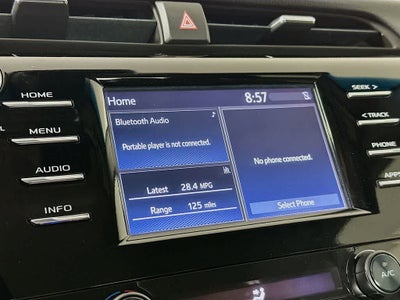 HOME
MENU
AUDIO
INFO
Home
8:57
Bluetooth Audio
Portable player is not connected.
Latest 28.4 MPG
Range 125 miles
No phone connected.
Select Phone
SEEK >
< TRACK
PHONE
APPS
A/C